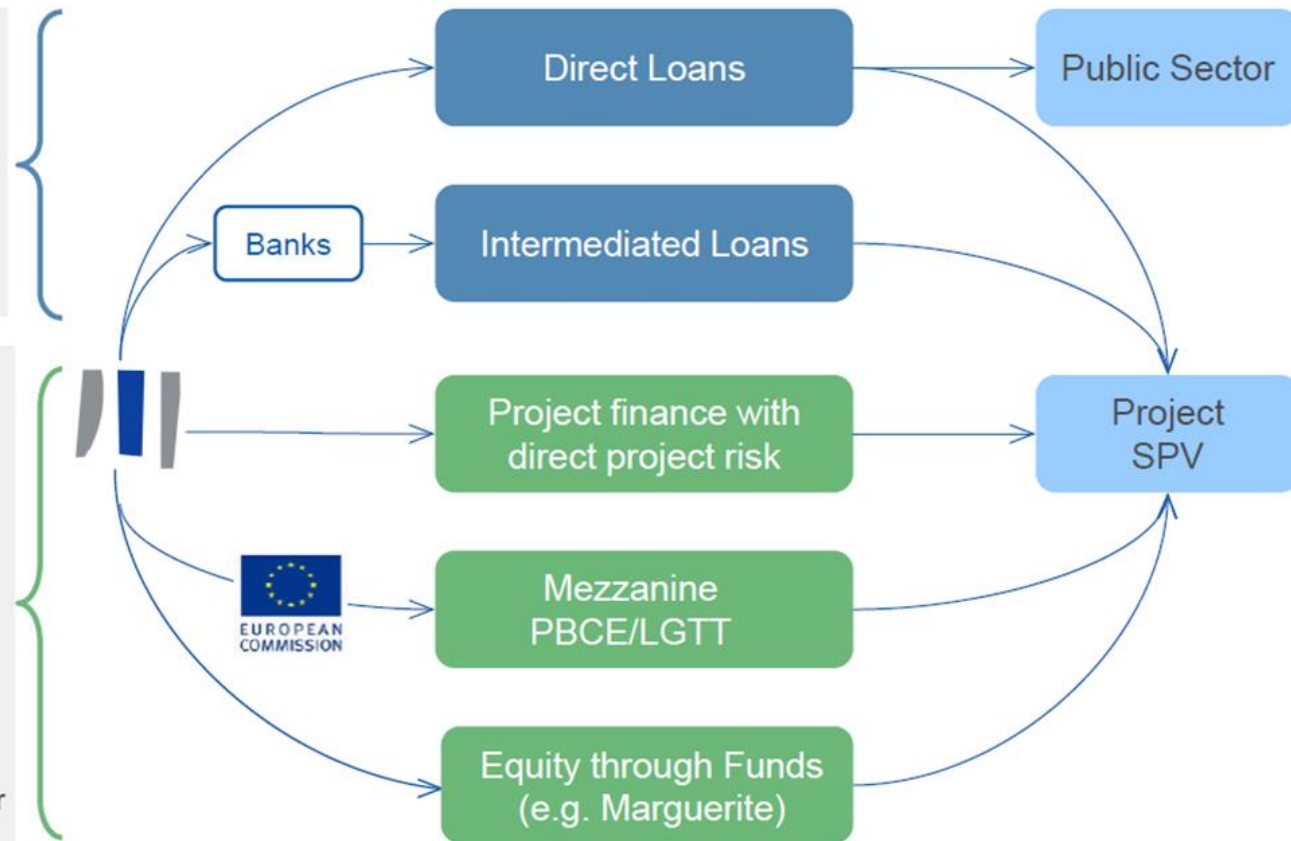 Direct Loans
Public Sector
Banks
Intermediated Loans
Project finance with
direct project risk
Project
SPV
EUROPEAN
COMMISSION
Mezzanine
PBCE/LGTT
Equity through Funds
(e.g. Marguerite)
r